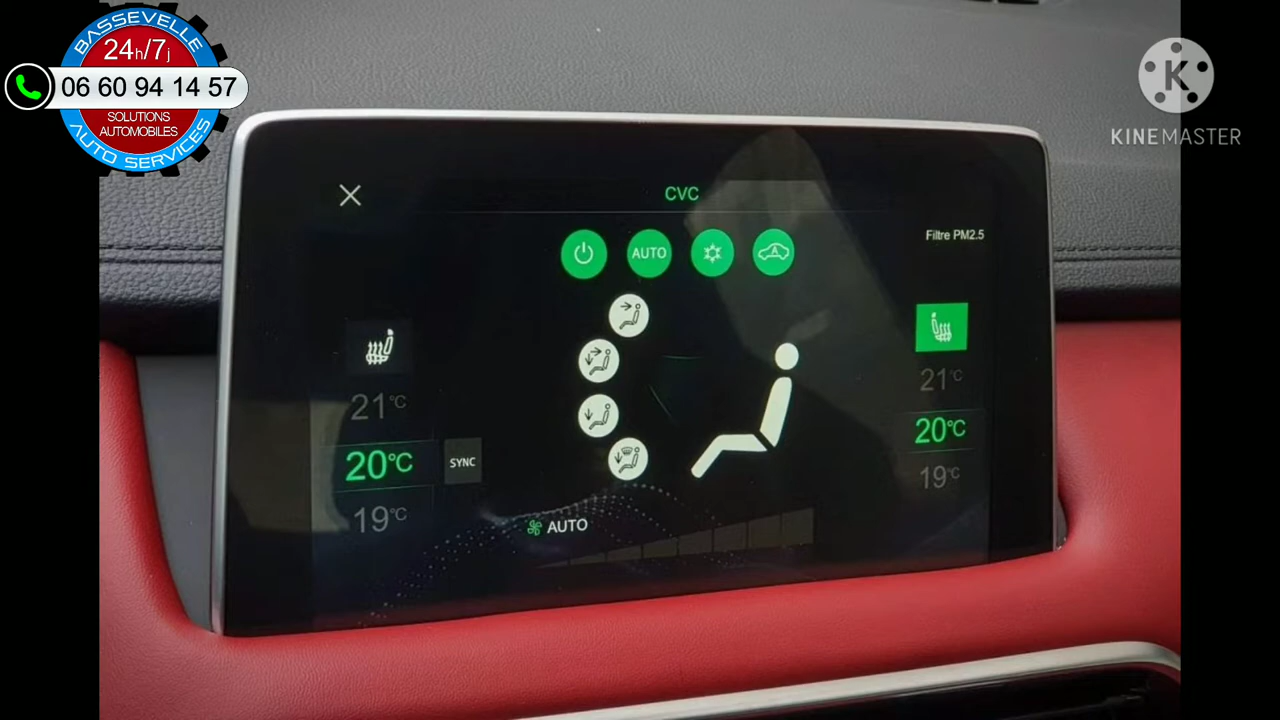 BASSEVELLE
24h/7j
06 60 94 14 57
SOLUTIONS
AUTOMOBILES
AUTO SERVICES
K
KINEMASTER
CVC
Filtre PM2.5
AUTO
21°C
20°C
19°C
SYNC
21°C
20°C
19°C
AUTO